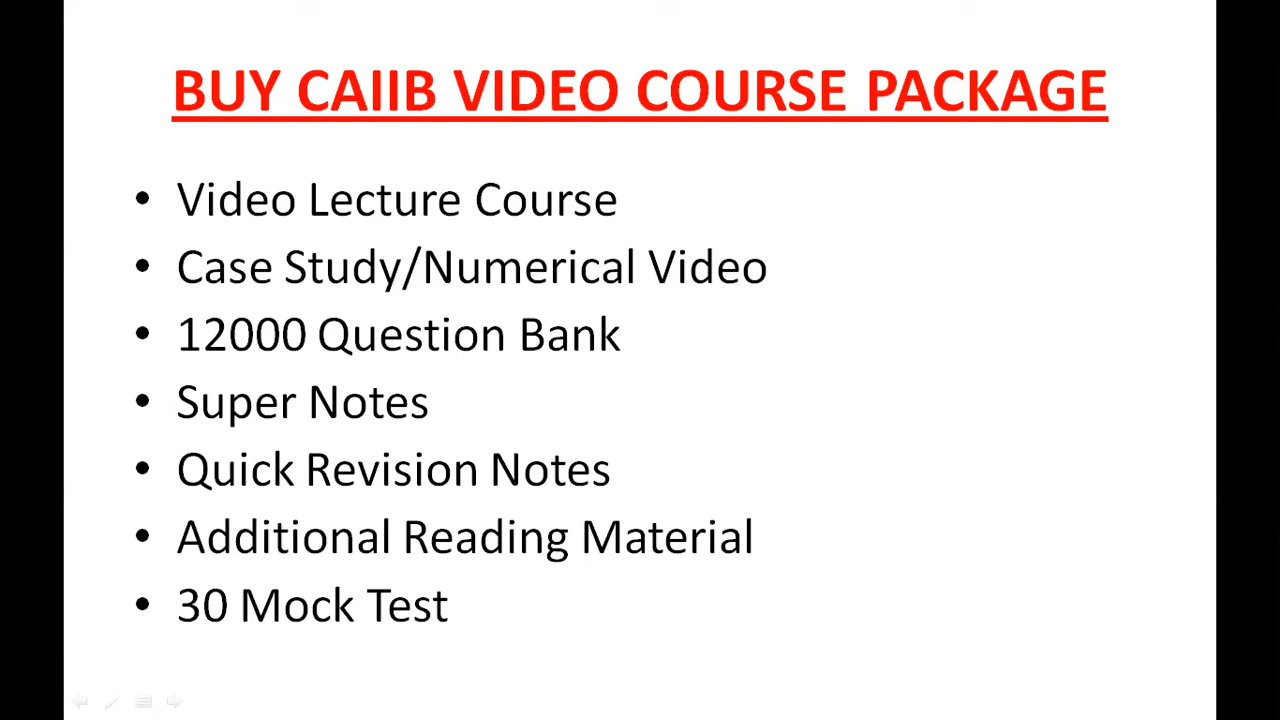 BUY CAIIB VIDEO COURSE PACKAGE
• Video Lecture Course
• Case Study/Numerical Video
• 12000 Question Bank
• Super Notes
• Quick Revision Notes
• Additional Reading Material
• 30 Mock Test